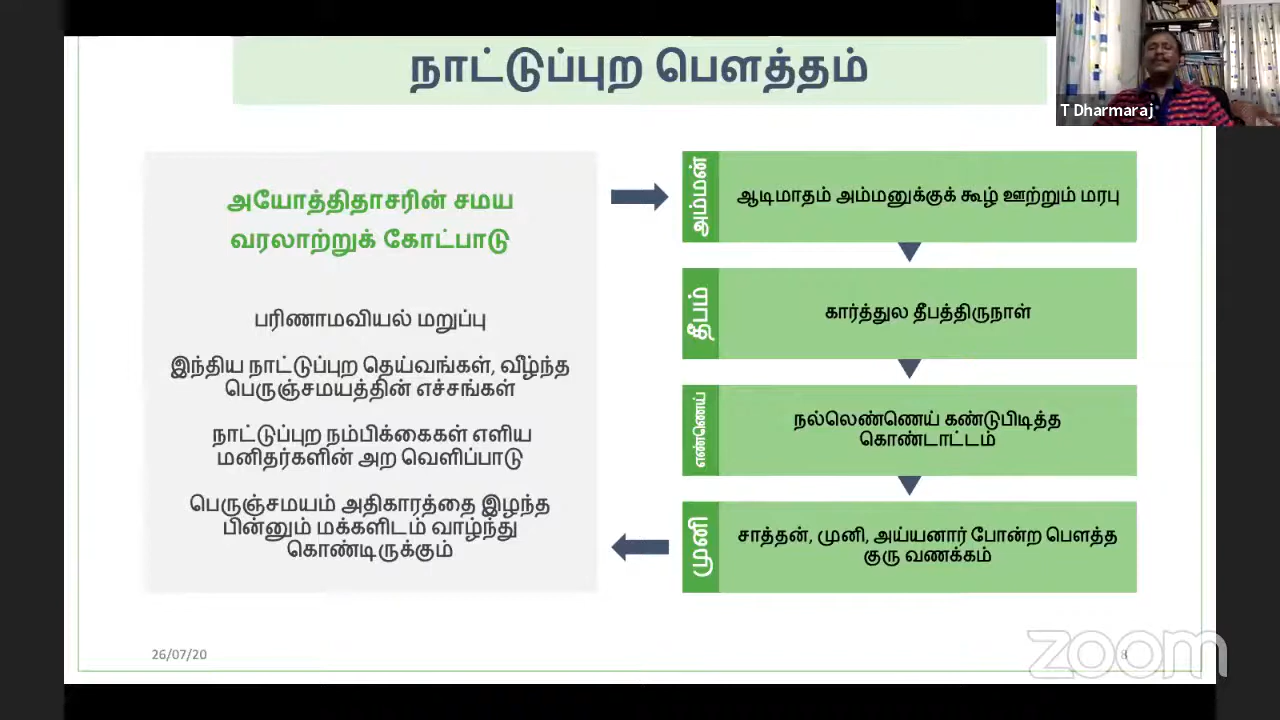 நாட்டுப்புற பௌத்தம்
T Dharmaraj
அயோத்திதாசரின் சமய
வரலாற்றுக் கோட்பாடு
பரிணாமவியல் மறுப்பு
இந்திய நாட்டுப்புற தெய்வங்கள், வீழ்ந்த
பெருஞ்சமயத்தின் எச்சங்கள்
நாட்டுப்புற நம்பிக்கைகள் எளிய
மனிதர்களின் அற வெளிப்பாடு
பெருஞ்சமயம் அதிகாரத்தை இழந்த
பின்னும் மக்களிடம் வாழ்ந்து
கொண்டிருக்கும்
அம்மன்
ஆடிமாதம் அம்மனுக்குக் கூழ் ஊற்றும் மரபு
தீபம்
கார்த்துல தீபத்திருநாள்
எண்ணெய்
நல்லெண்ணெய் கண்டுபிடித்த
கொண்டாட்டம்
முனி
சாத்தன், முனி, அய்யனார் போன்ற பௌத்த
குரு வணக்கம்
26/07/20
8
zoom